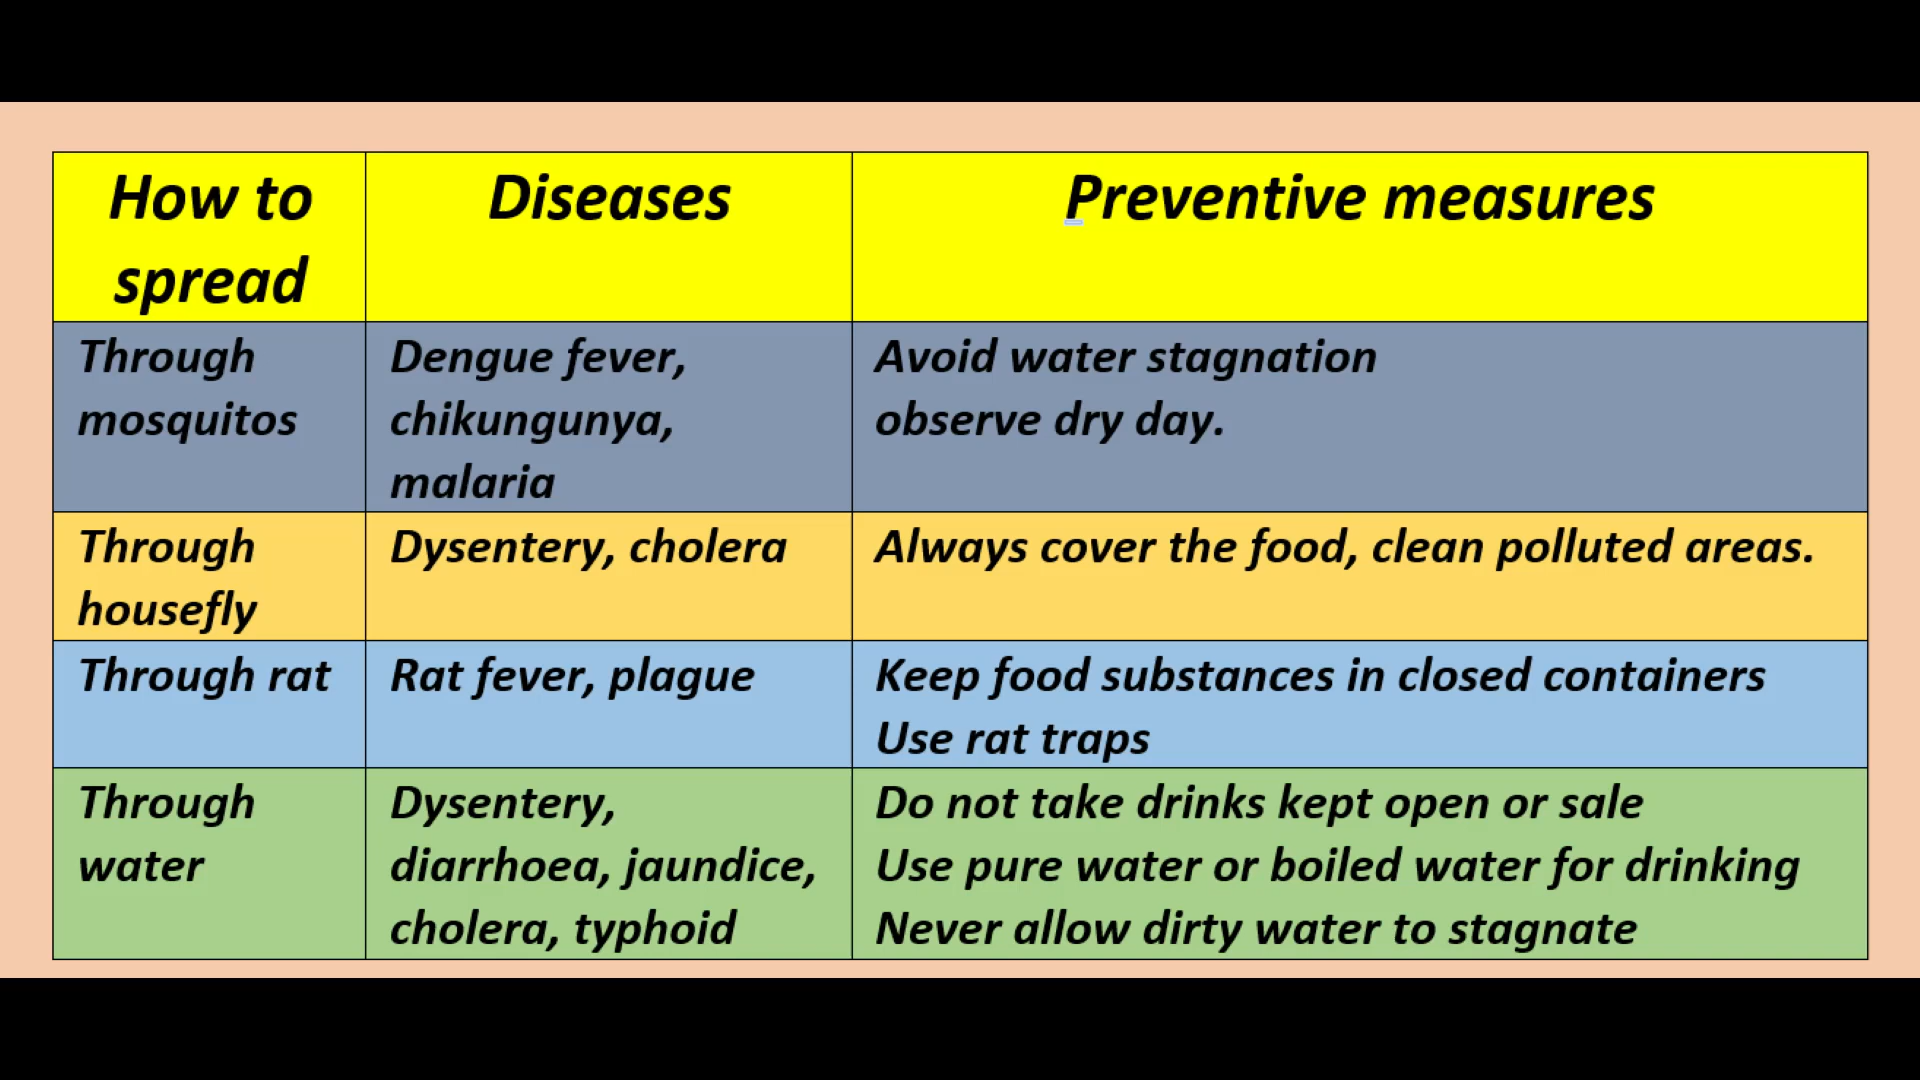 How to
spread
Diseases
Preventive measures
Through
mosquitos
Dengue fever,
chikungunya,
malaria
Avoid water stagnation
observe dry day.
Through
housefly
Dysentery, cholera
Always cover the food, clean polluted areas.
Through rat
Rat fever, plague
Keep food substances in closed containers
Use rat traps
Through
water
Dysentery,
diarrhoea, jaundice,
cholera, typhoid
Do not take drinks kept open or sale
Use pure water or boiled water for drinking
Never allow dirty water to stagnate